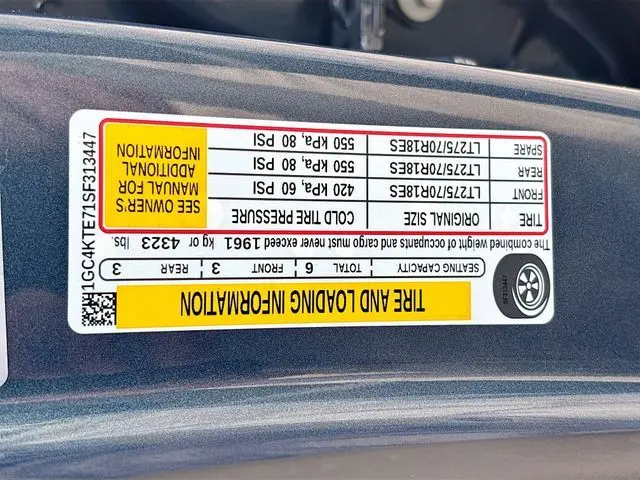 TIRE AND LOADING INFORMATION
SEATING CAPACITY TOTAL 6 FRONT 3 REAR 3
The combined weight of occupants and cargo must never exceed 1961 kg or 4323 lbs.
TIRE ORIGINAL SIZE COLD TIRE PRESSURE
FRONT LT275/70R18ES 420 kPa, 60 PSI
REAR LT275/70R18ES 550 kPa, 80 PSI
SPARE LT275/70R18ES 550 kPa, 80 PSI
SEE OWNER'S
MANUAL FOR
ADDITIONAL
INFORMATION
1GC4KTE71SF313447